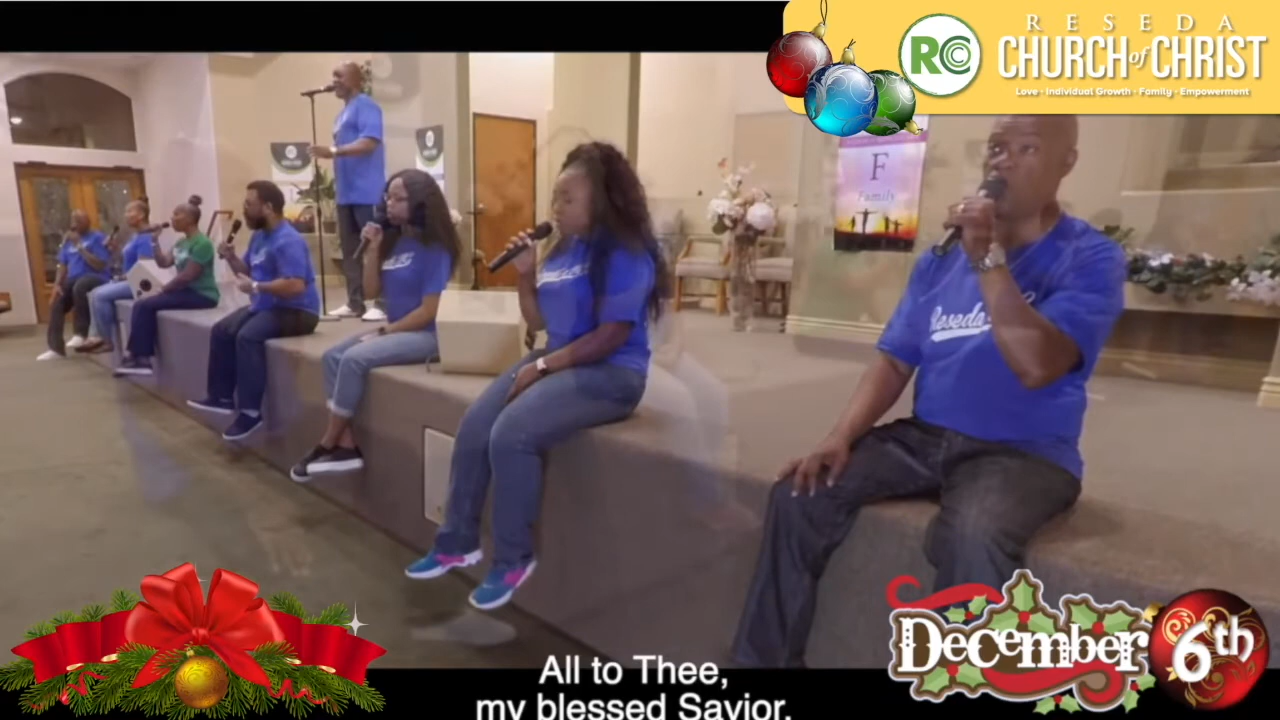 RESEDA
RC
CHURCH of CHRIST
Love - Individual Growth - Family - Empowerment
F
Family
Reseda
December 6th
All to Thee,
my blessed Savior,